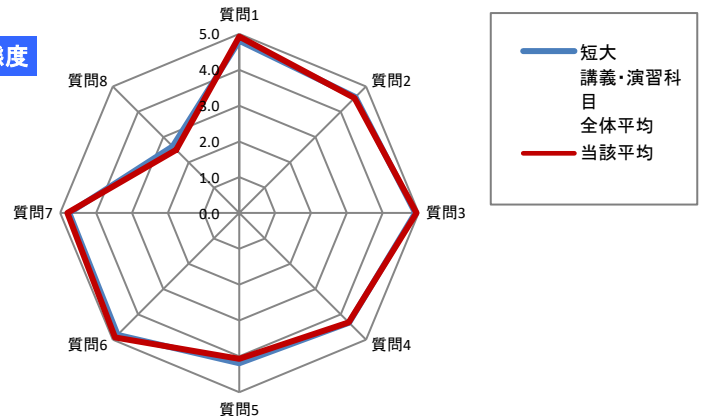 質問1
5.0
度
4.0
質問8
質問2
3.0
2.0
1.0
質問7
0.0
質問3
質問6
質問4
質問5
短大
講義・演習科
目
全体平均
当該平均